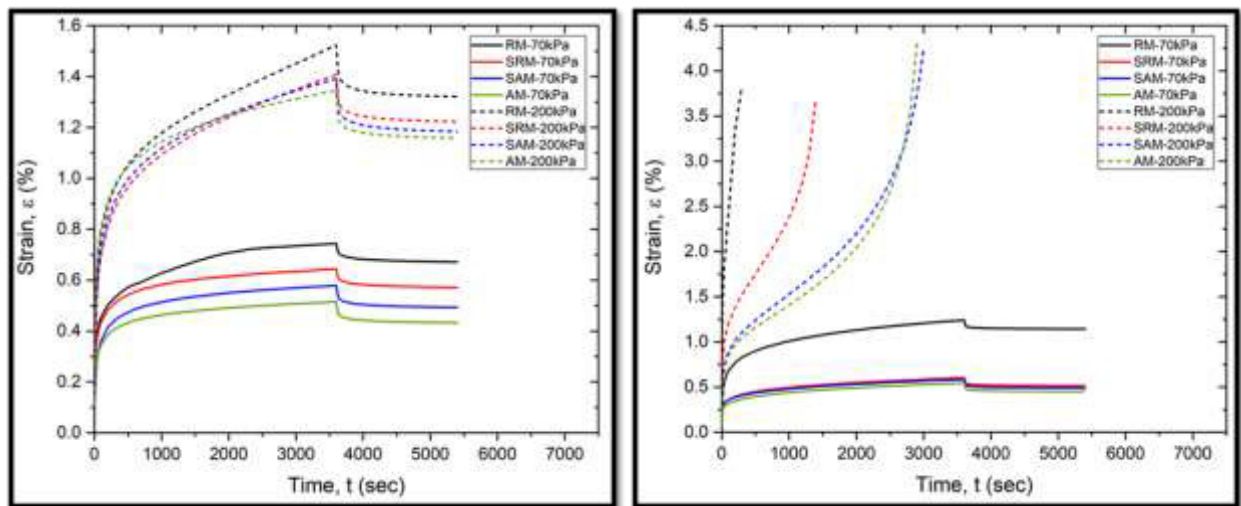 1.6
1.4
1.2
1.0
0.8
0.6
0.4
0.2
0.0
Strain, ε (%)
0 1000 2000 3000 4000 5000 6000 7000
Time, t (sec)
RM-70kPa
SRM-70kPa
SAM-70kPa
AM-70kPa
RM-200kPa
SRM-200kPa
SAM-200kPa
AM-200kPa
4.5
4.0
3.5
3.0
2.5
2.0
1.5
1.0
0.5
0.0
Strain, ε (%)
0 1000 2000 3000 4000 5000 6000 7000
Time, t (sec)
RM-70kPa
SRM-70kPa
SAM-70kPa
AM-70kPa
RM-200kPa
SRM-200kPa
SAM-200kPa
AM-200kPa